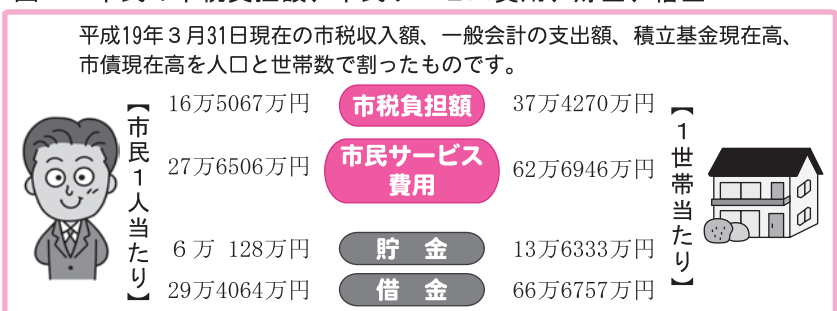 平成19年3月31日現在の市税収入額、一般会計の支出額、積立基金現在高、
市債現在高を人口と世帯数で割ったものです。
【市民1人当たり】
16万5067万円 市税負担額 37万4270万円
27万6506万円 市民サービス
費用 62万6946万円
6万 128万円 貯 金 13万6333万円
29万4064万円 借 金 66万6757万円
【1世帯当たり】